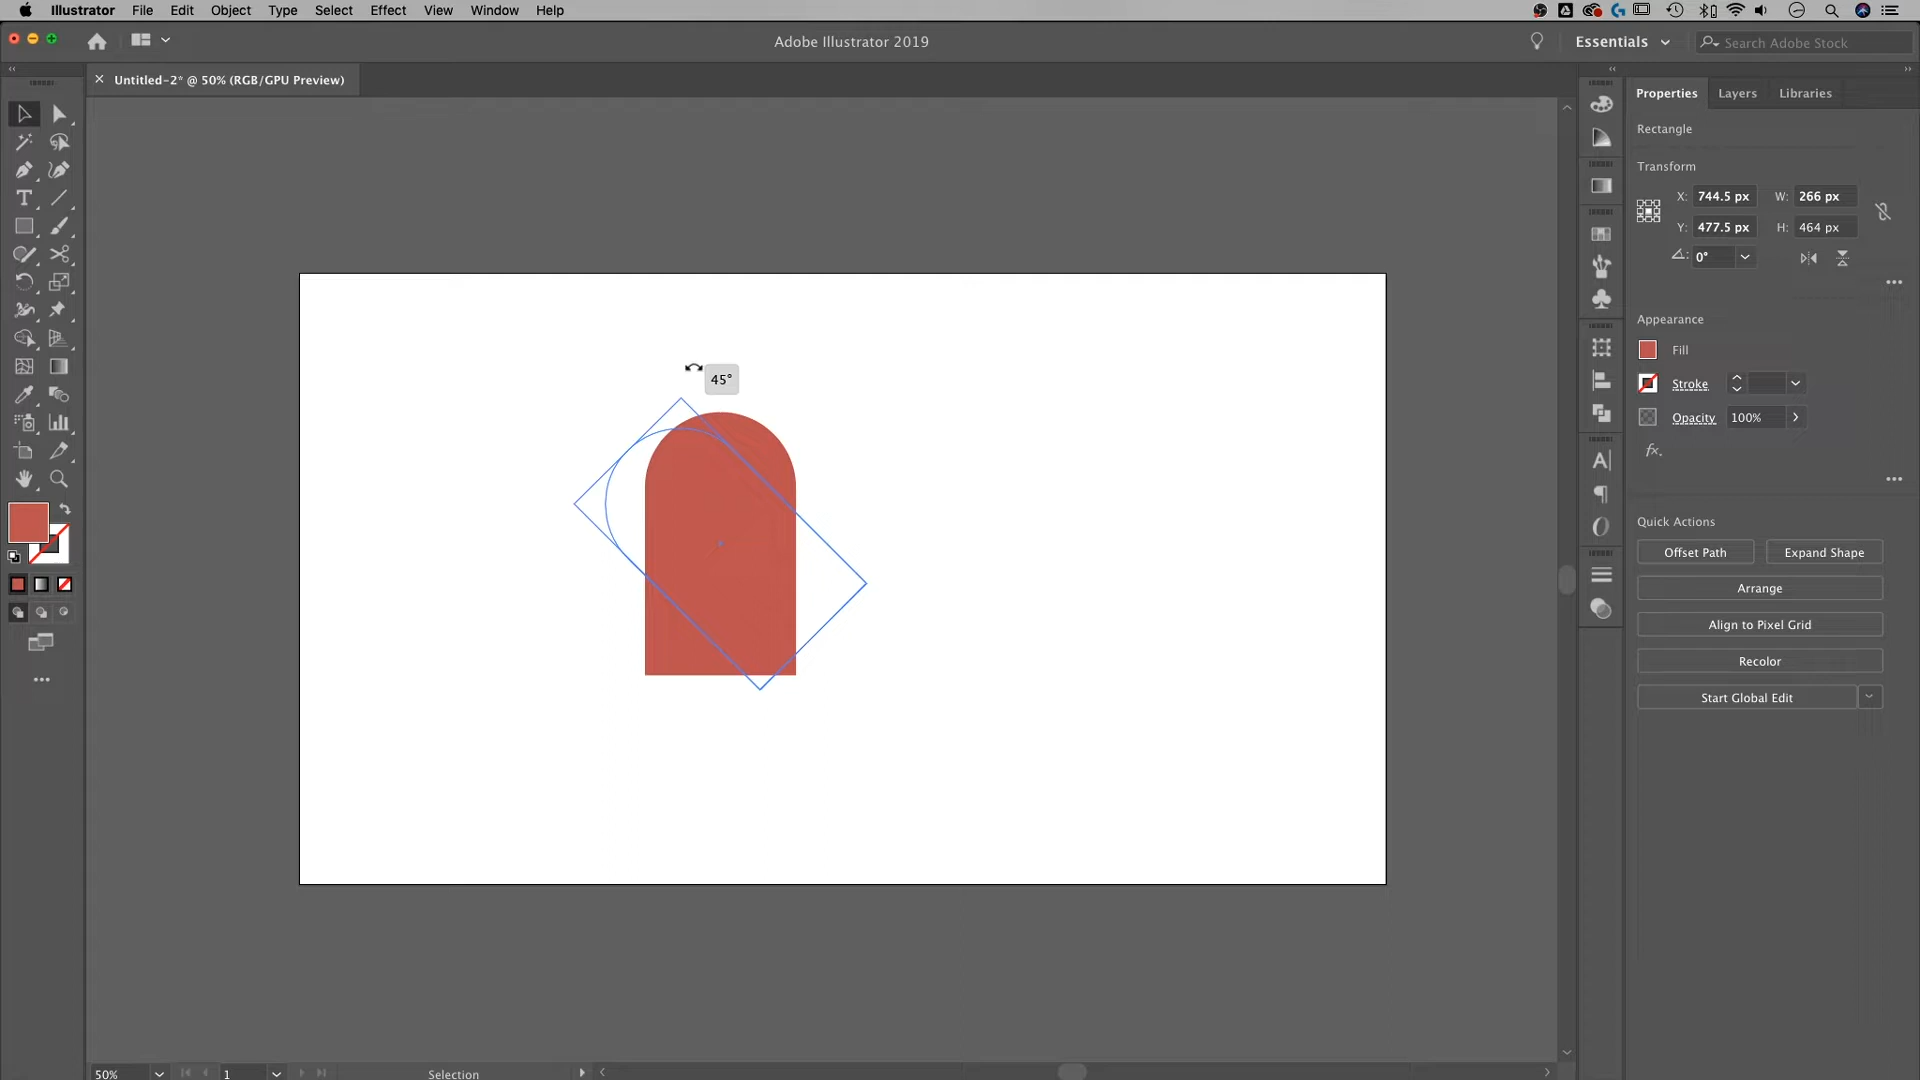 Illustrator File Edit Object Type Select Effect View Window Help
Adobe Illustrator 2019
Essentials
Search Adobe Stock
Untitled-2* @ 50% (RGB/GPU Preview)
Properties Layers Libraries
Rectangle
Transform
X: 744.5 px W: 266 px
Y: 477.5 px H: 464 px
0°
Appearance
Fill
Stroke
Opacity 100%
fx.
45°
Quick Actions
Offset Path Expand Shape
Arrange
Align to Pixel Grid
Recolor
Start Global Edit
50% 1 Selection